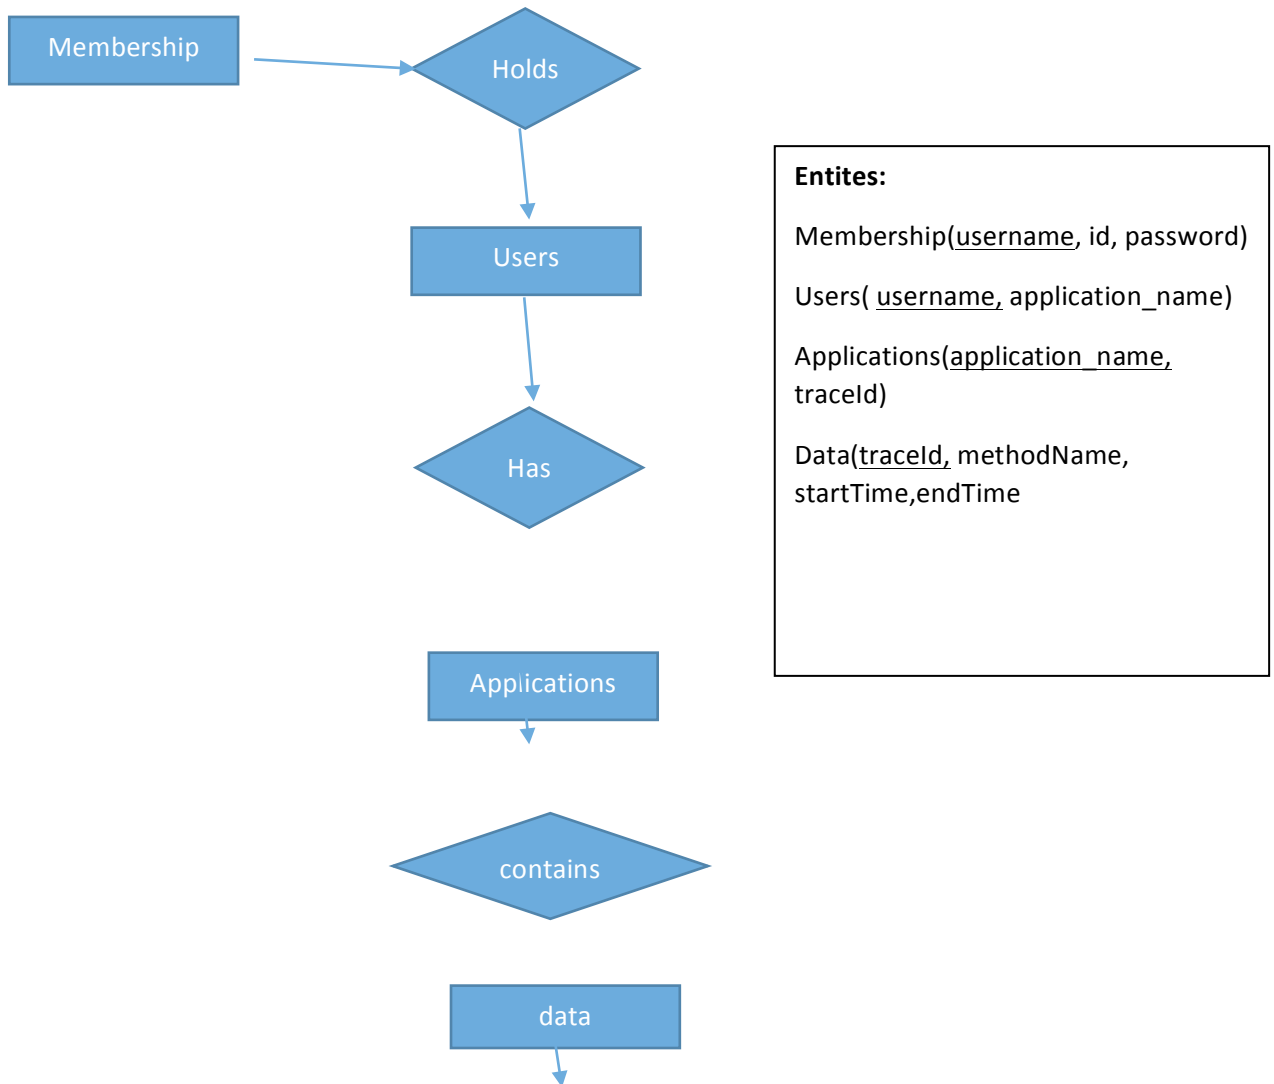 Membership
Holds
Users
Has
Applications
contains
data
Entites:
Membership(username, id, password)
Users( username, application_name)
Applications(application_name,
traceId)
Data(traceId, methodName,
startTime,endTime